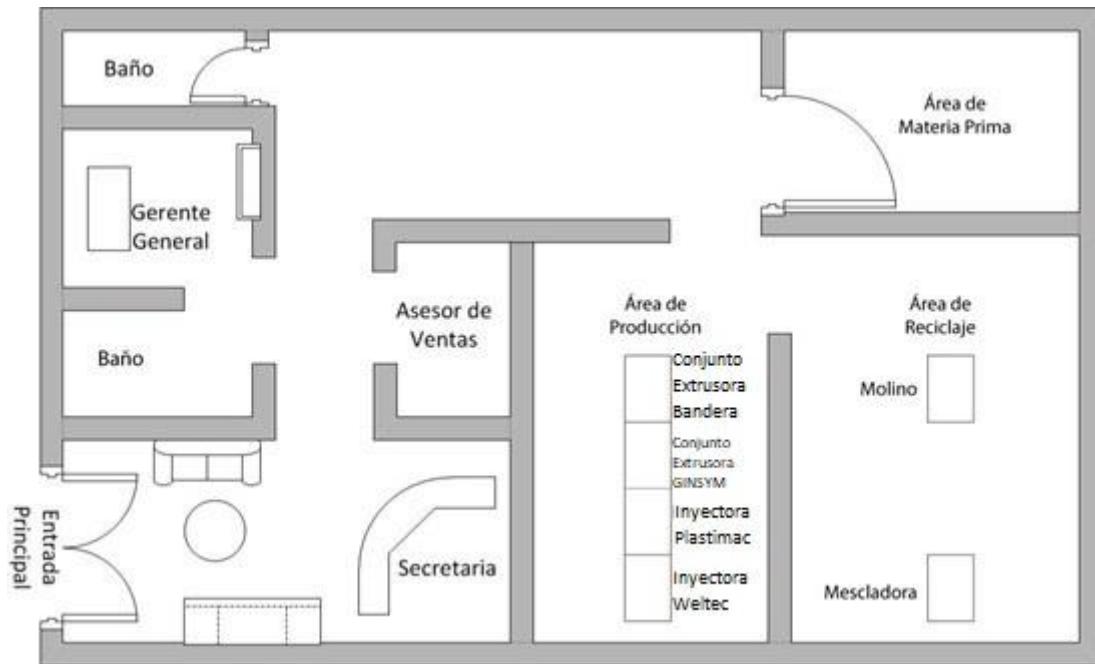 Baño
Área de
Materia Prima
Gerente
General
Asesor de
Ventas
Baño
Área de
Producción
Área de
Reciclaje
Conjunto
Extrusora
Bandera
Conjunto
Extrusora
GINSYM
Inyectora
Plastimac
Inyectora
Weltec
Molino
Mescladora
Entrada
Principal
Secretaria